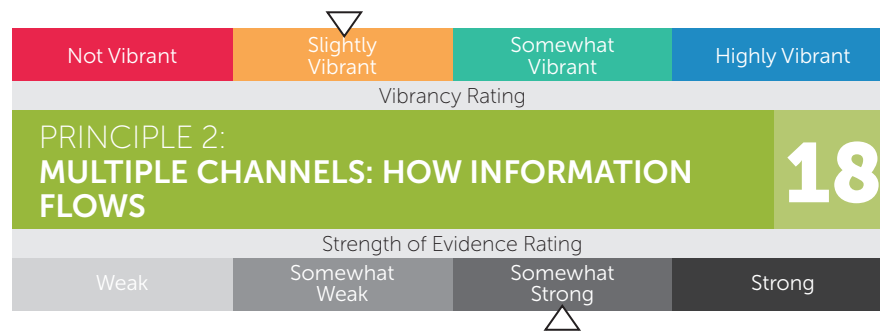 Not Vibrant
Slightly
Vibrant
Somewhat
Vibrant
Highly Vibrant
Vibrancy Rating
PRINCIPLE 2:
MULTIPLE CHANNELS: HOW INFORMATION
FLOWS
18
Strength of Evidence Rating
Weak
Somewhat
Weak
Somewhat
Strong
Strong